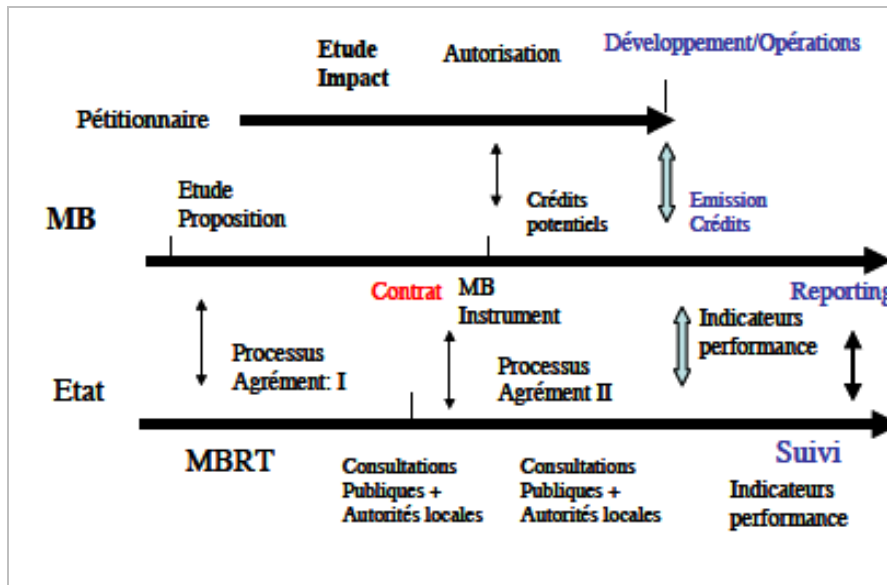 Etude
Impact
Autorisation
Développement/Opérations
Pétitionnaire
Etude
Proposition
MB
Crédits
potentiels
Emission
Crédits
Contrat
MB
Instrument
Reporting
Indicateurs
performance
Processus
Agrément: I
Processus
Agrément II
Etat
MBRT
Consultations
Publiques +
Autorités locales
Consultations
Publiques +
Autorités locales
Suivi
Indicateurs
performance